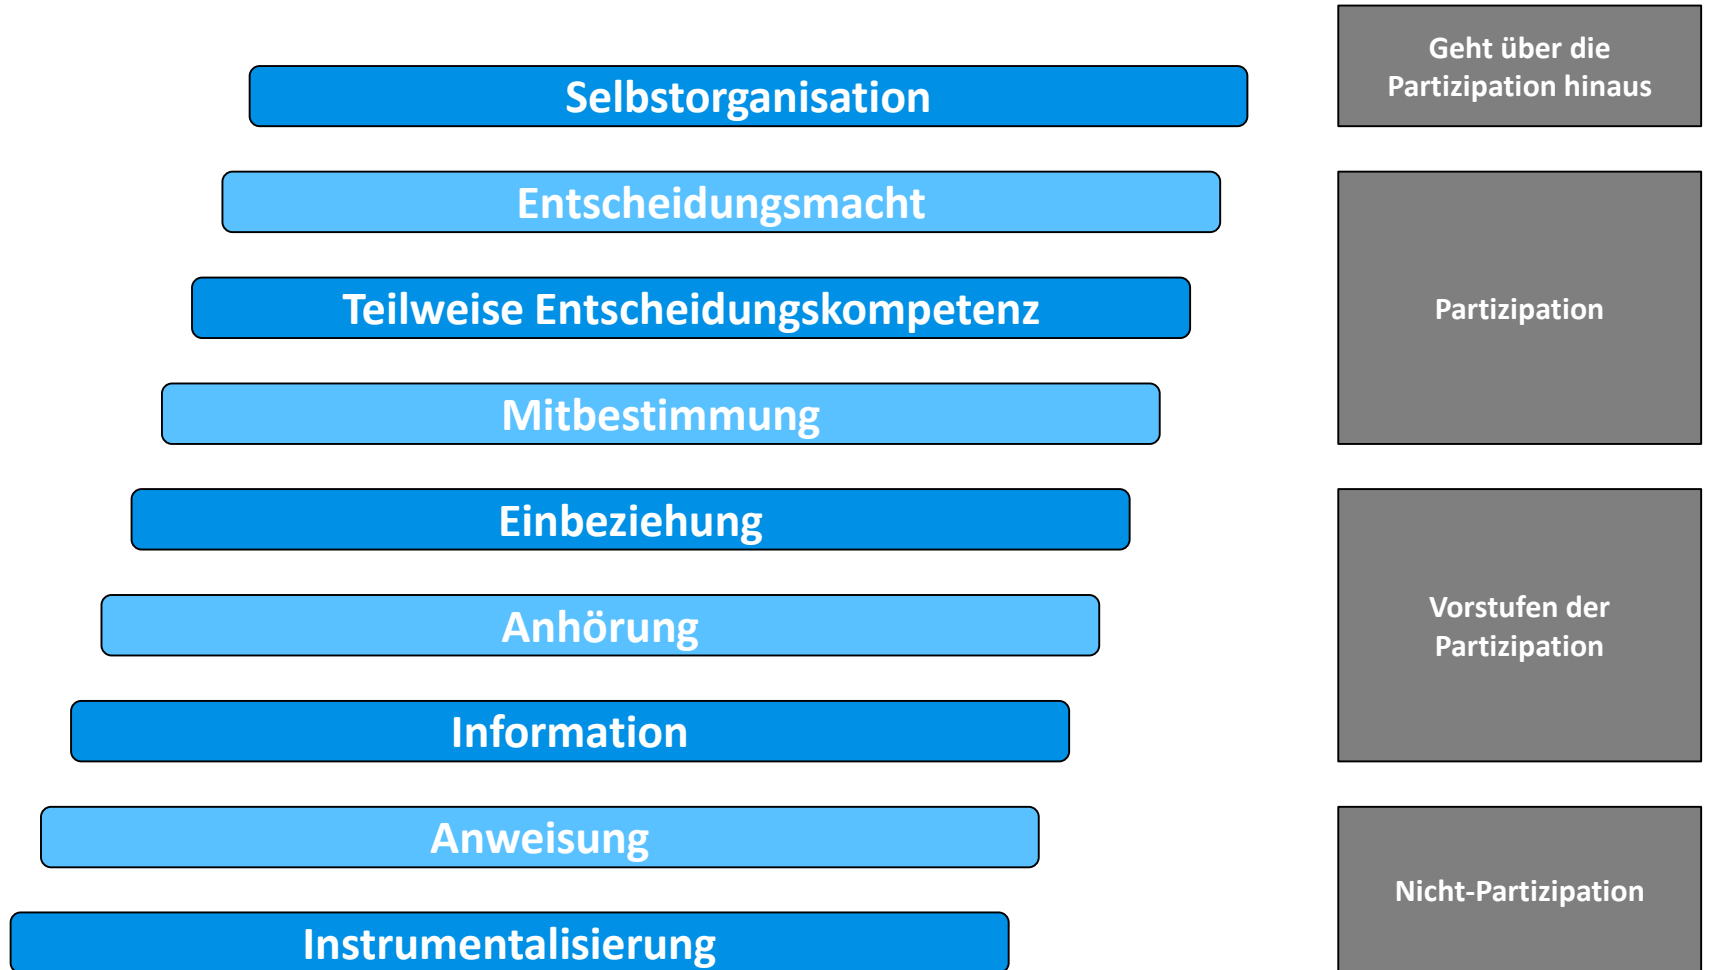 Geht über die
Partizipation hinaus
Selbstorganisation
Entscheidungsmacht
Teilweise Entscheidungskompetenz
Partizipation
Mitbestimmung
Einbeziehung
Anhörung
Vorstufen der
Partizipation
Information
Anweisung
Nicht-Partizipation
Instrumentalisierung